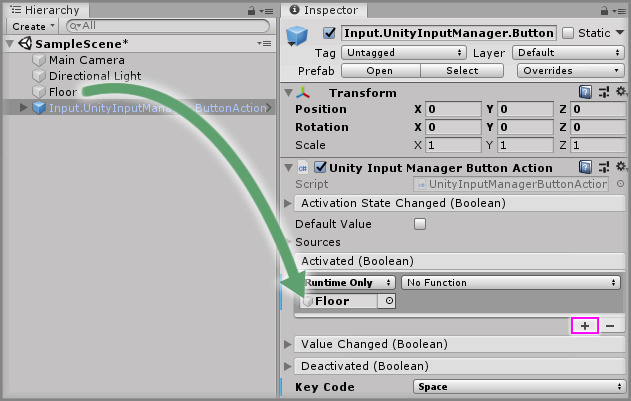 Hierarchy
Create
All
SampleScene*
Main Camera
Directional Light
Floor
Input.UnityInputMan ButtonAction
Inspector
Input.UnityInputManager.Button
Static
Tag Untagged Layer Default
Prefab Open Select Overrides
Transform
Position X 0 Y 0 Z 0
Rotation X 0 Y 0 Z 0
Scale X 1 Y 1 Z 1
Unity Input Manager Button Action
Script UnityInputManagerButtonAction
Activation State Changed (Boolean)
Default Value
Sources
Activated (Boolean)
Runtime Only No Function
Floor
+ −
Value Changed (Boolean)
Deactivated (Boolean)
Key Code Space